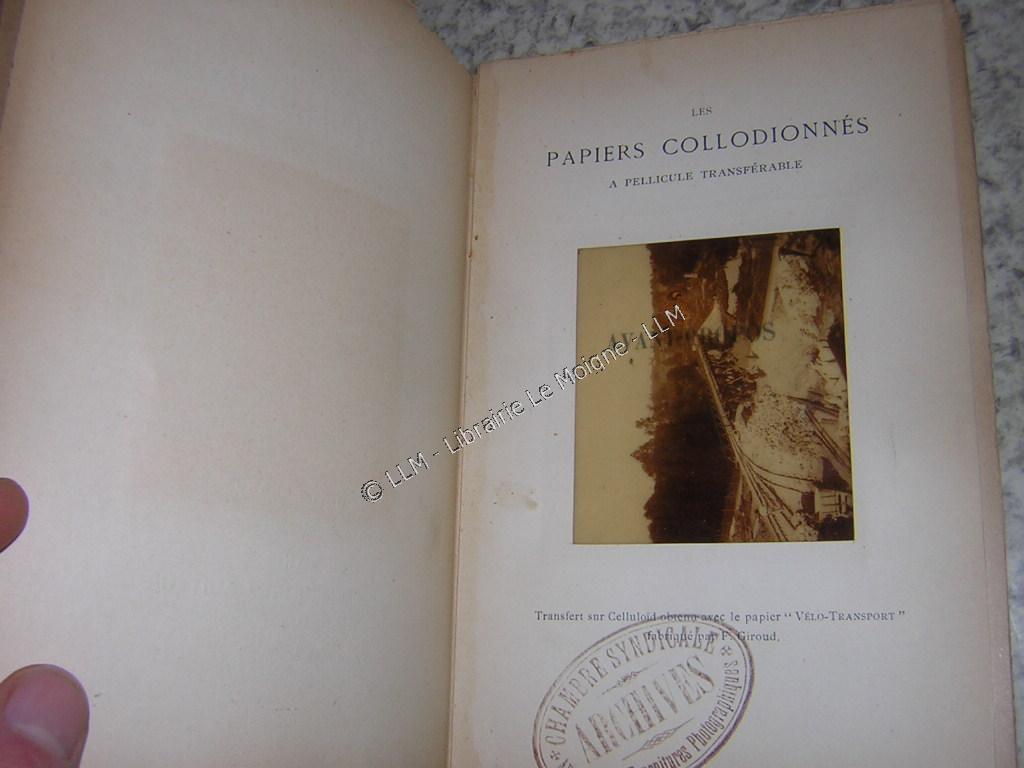 LES
PAPIERS COLLODIONNÉS
A PELLICULE TRANSFÉRABLE
© LLM - Librairie Le Moigne - LLM
Transfert sur Celluloïd obtenu avec le papier “ VÉLO-TRANSPORT ”
fabriqué par F. Giroud.
CHAMBRE SYNDICALE
ARCHIVES
Fournitures Photographiques